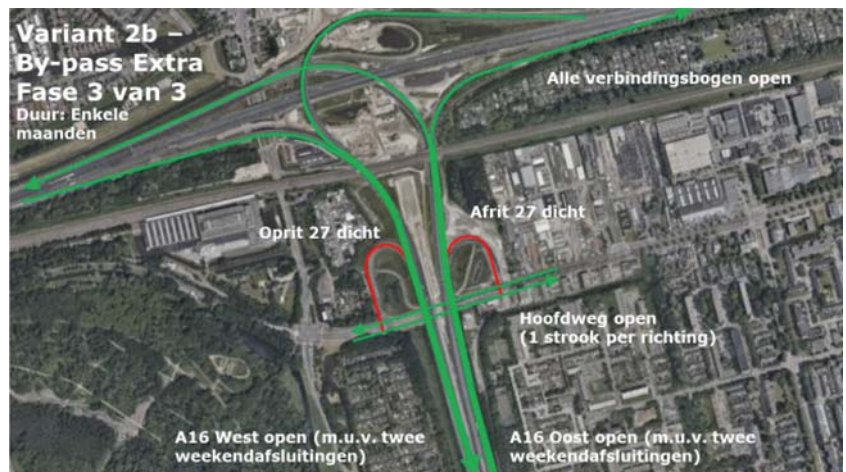 Variant 2b –
By-pass Extra
Fase 3 van 3
Duur: Enkele
maanden
Alle verbindingsbogen open
Afrit 27 dicht
Oprit 27 dicht
Hoofdweg open
(1 strook per richting)
A16 West open (m.u.v. twee
weekendafsluitingen)
A16 Oost open (m.u.v. twee
weekendafsluitingen)